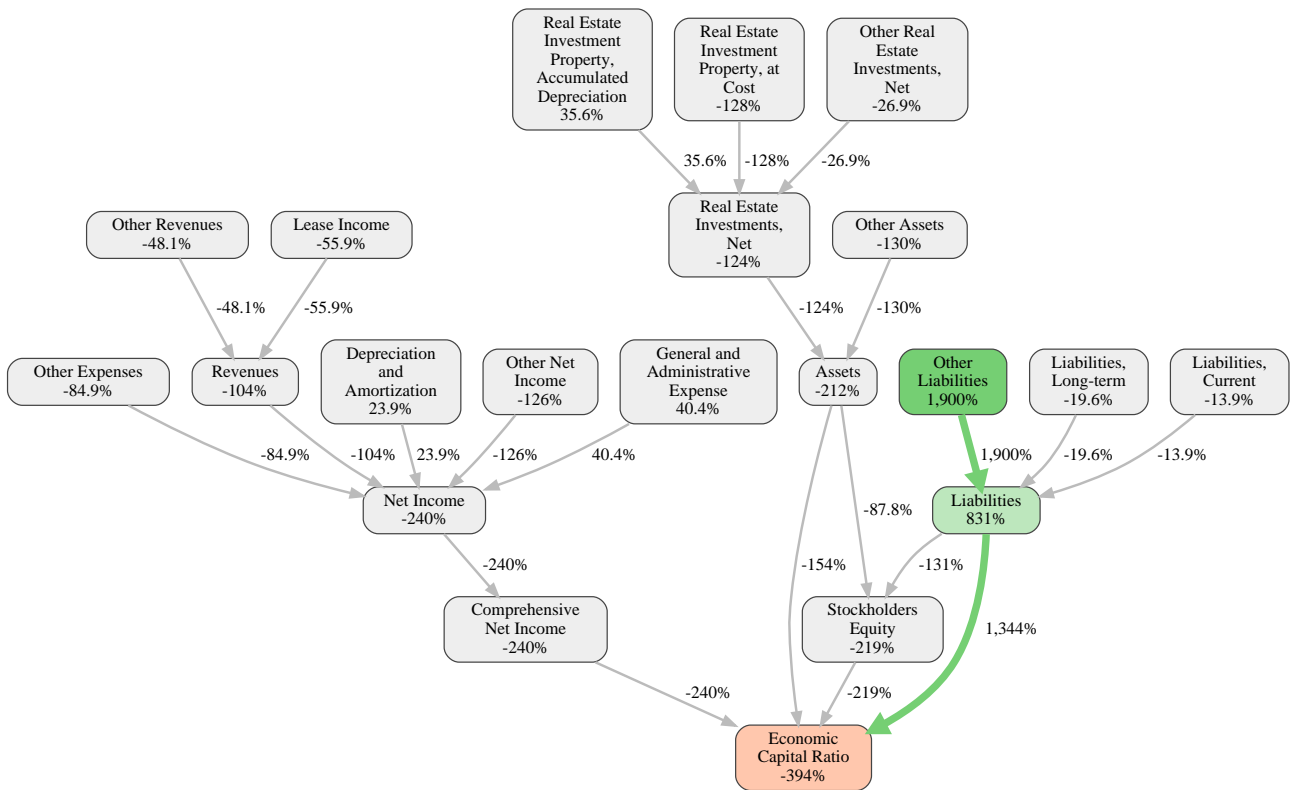 Real Estate
Investment
Property,
Accumulated
Depreciation
35.6%
Real Estate
Investment
Property, at
Cost
-128%
Other Real
Estate
Investments,
Net
-26.9%
35.6%
-128%
-26.9%
Other Revenues
-48.1%
Lease Income
-55.9%
Real Estate
Investments,
Net
-124%
Other Assets
-130%
-48.1%
-55.9%
-124%
-130%
Other Expenses
-84.9%
Revenues
-104%
Depreciation
and
Amortization
23.9%
Other Net
Income
-126%
General and
Administrative
Expense
40.4%
Assets
-212%
Other
Liabilities
1,900%
Liabilities,
Long-term
-19.6%
Liabilities,
Current
-13.9%
-84.9%
-104%
23.9%
-126%
40.4%
1,900%
-19.6%
-13.9%
Net Income
-240%
-87.8%
Liabilities
831%
-240%
-154%
-131%
Comprehensive
Net Income
-240%
Stockholders
Equity
-219%
1,344%
-240%
-219%
Economic
Capital Ratio
-394%